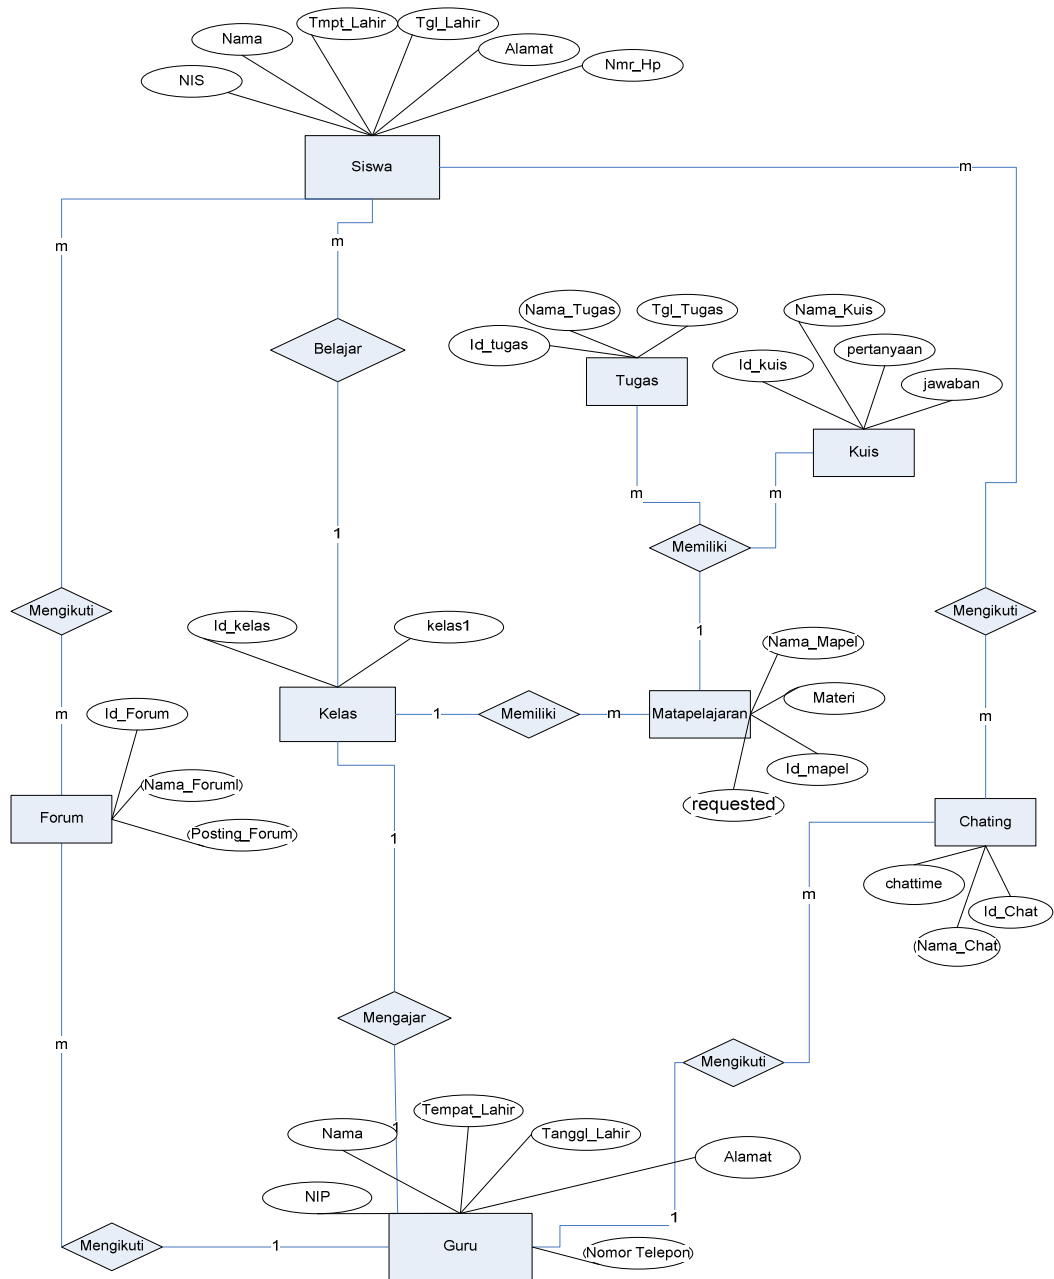 Tmpt_Lahir
Tgl_Lahir
Nama
Alamat
Nmr_Hp
NIS
Siswa
m
m
m
Nama_Tugas
Tgl_Tugas
Nama_Kuis
Id_tugas
Belajar
pertanyaan
Id_kuis
Tugas
jawaban
Kuis
m
m
1
Memiliki
Mengikuti
Mengikuti
Id_kelas
kelas1
1
Nama_Mapel
Materi
Id_Forum
m
Kelas
1
Memiliki
m
Matapelajaran
m
Id_mapel
Nama_Foruml
requested
Forum
Posting_Forum
Chating
1
chattime
m
Id_Chat
Nama_Chat
Mengajar
m
Mengikuti
Tempat_Lahir
1
Nama
Tanggl_Lahir
Alamat
NIP
1
Mengikuti
1
Guru
Nomor Telepon